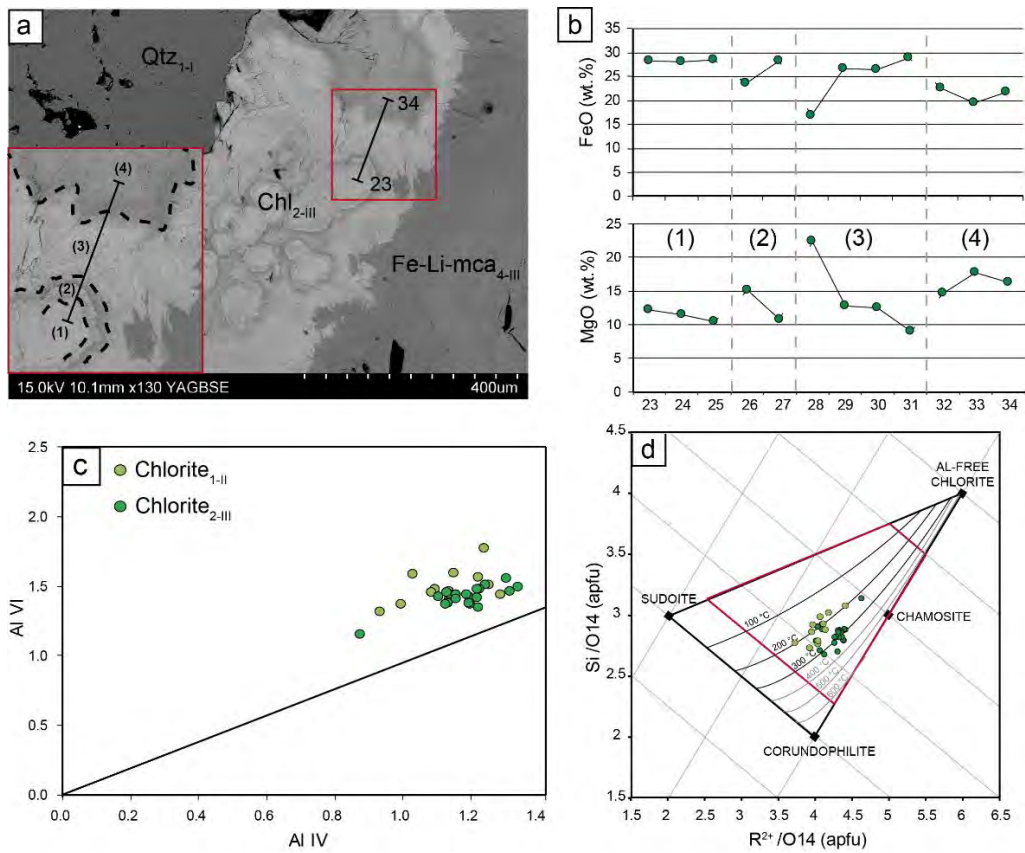 a
Qtz1-I
34
23
Chl2-III
Fe-Li-mca4-III
(4)
(3)
(2)
(1)
15.0kV 10.1mm x130 YAGBSE
400um
b
FeO (wt.%)
35
30
25
20
15
10
5
0
MgO (wt.%)
25
20
15
10
5
0
(1) (2) (3) (4)
23 24 25 26 27 28 29 30 31 32 33 34
c
Chlorite1-II
Chlorite2-III
Al VI
2.5
2.0
1.5
1.0
0.5
0.0
0.0 0.2 0.4 0.6 0.8 1.0 1.2 1.4
Al IV
d
Si /O14 (apfu)
4.5
4
3.5
3
2.5
2
1.5
AL-FREE
CHLORITE
SUDOITE
CHAMOSITE
CORUNDOPHILITE
100 °C
200 °C
300 °C
400 °C
500 °C
600 °C
1.5 2 2.5 3 3.5 4 4.5 5 5.5 6 6.5
R2+ /O14 (apfu)